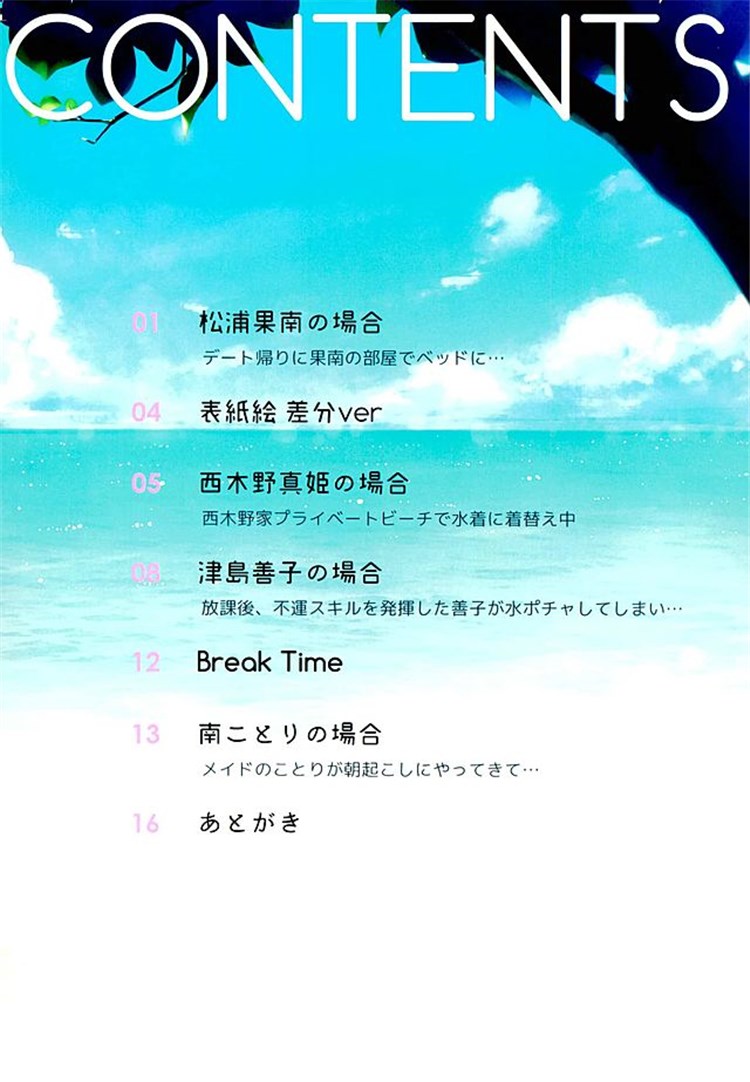 CONTENTS
01 松浦果南の場合
デート帰りに果南の部屋でベッドに…
04 表紙絵 差分ver
05 西木野真姫の場合
西木野家プライベートビーチで水着に着替え中
08 津島善子の場合
放課後、不運スキルを発揮した善子が水ポチャしてしまい…
12 Break Time
13 南ことりの場合
メイドのことりが朝起こしにやってきて…
16 あとがき